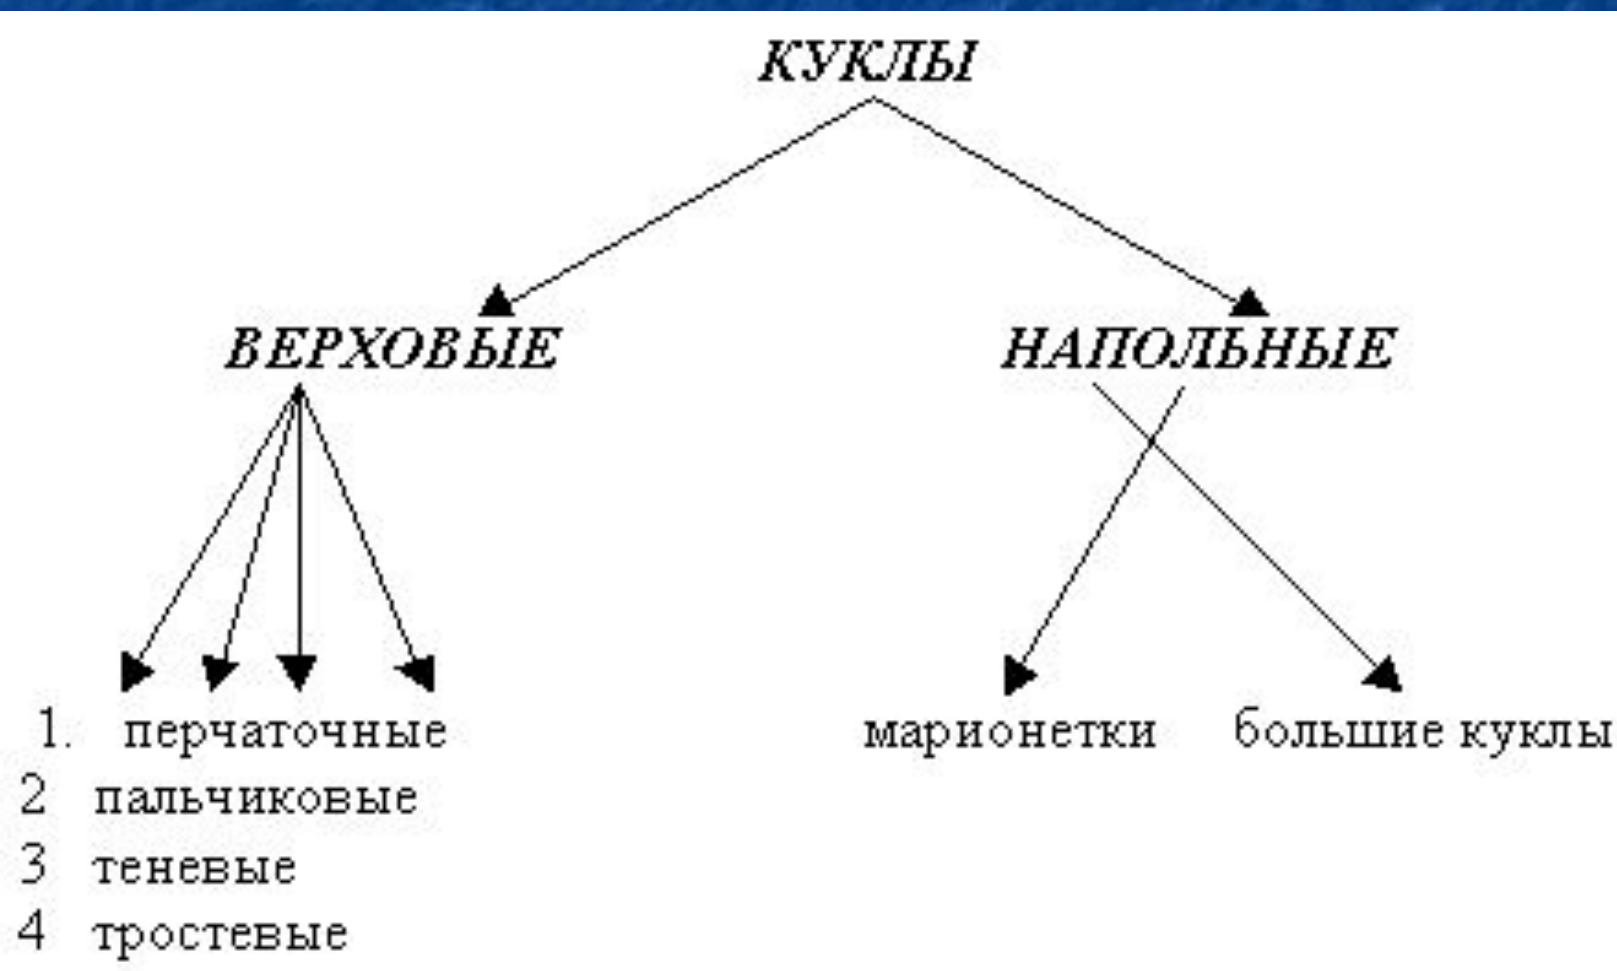 КУКЛЫ
ВЕРХОВЫЕ
НАПОЛЬНЫЕ
1. перчаточные
2 пальчиковые
3 теневые
4 тростевые
марионетки
большие куклы